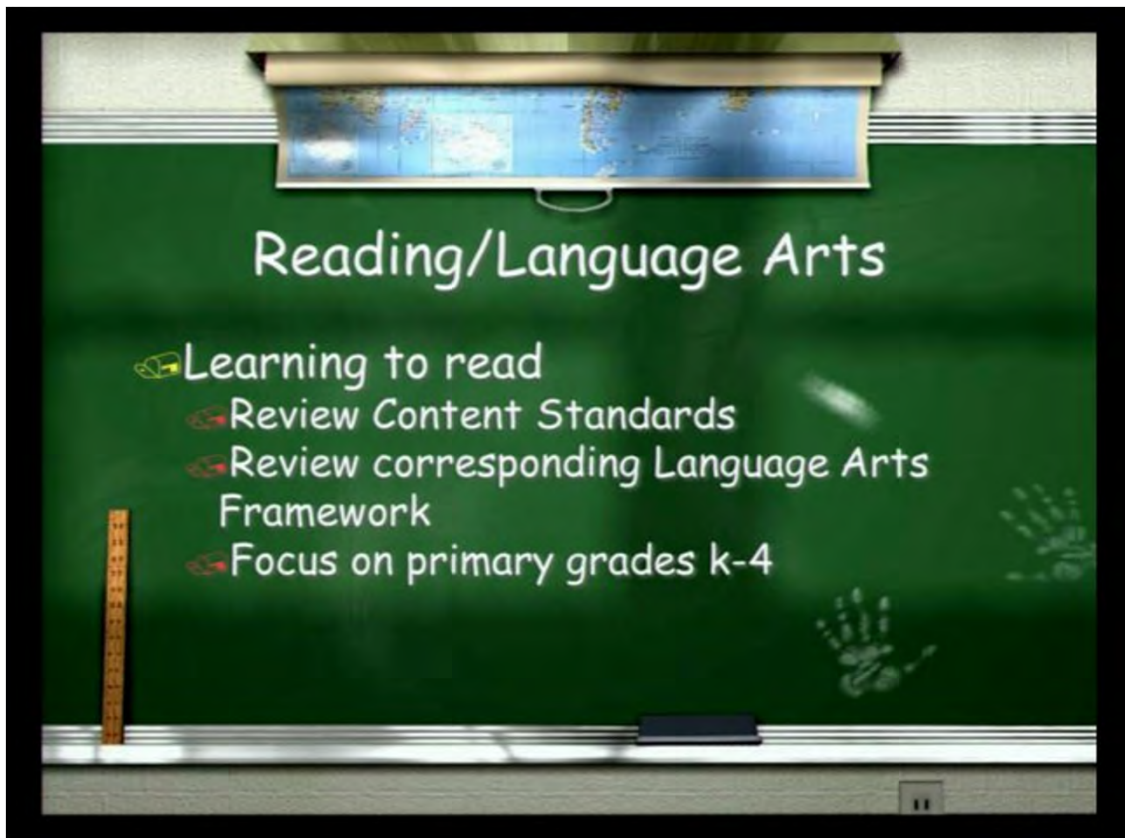 Reading/Language Arts
Learning to read
Review Content Standards
Review corresponding Language Arts
Framework
Focus on primary grades k-4